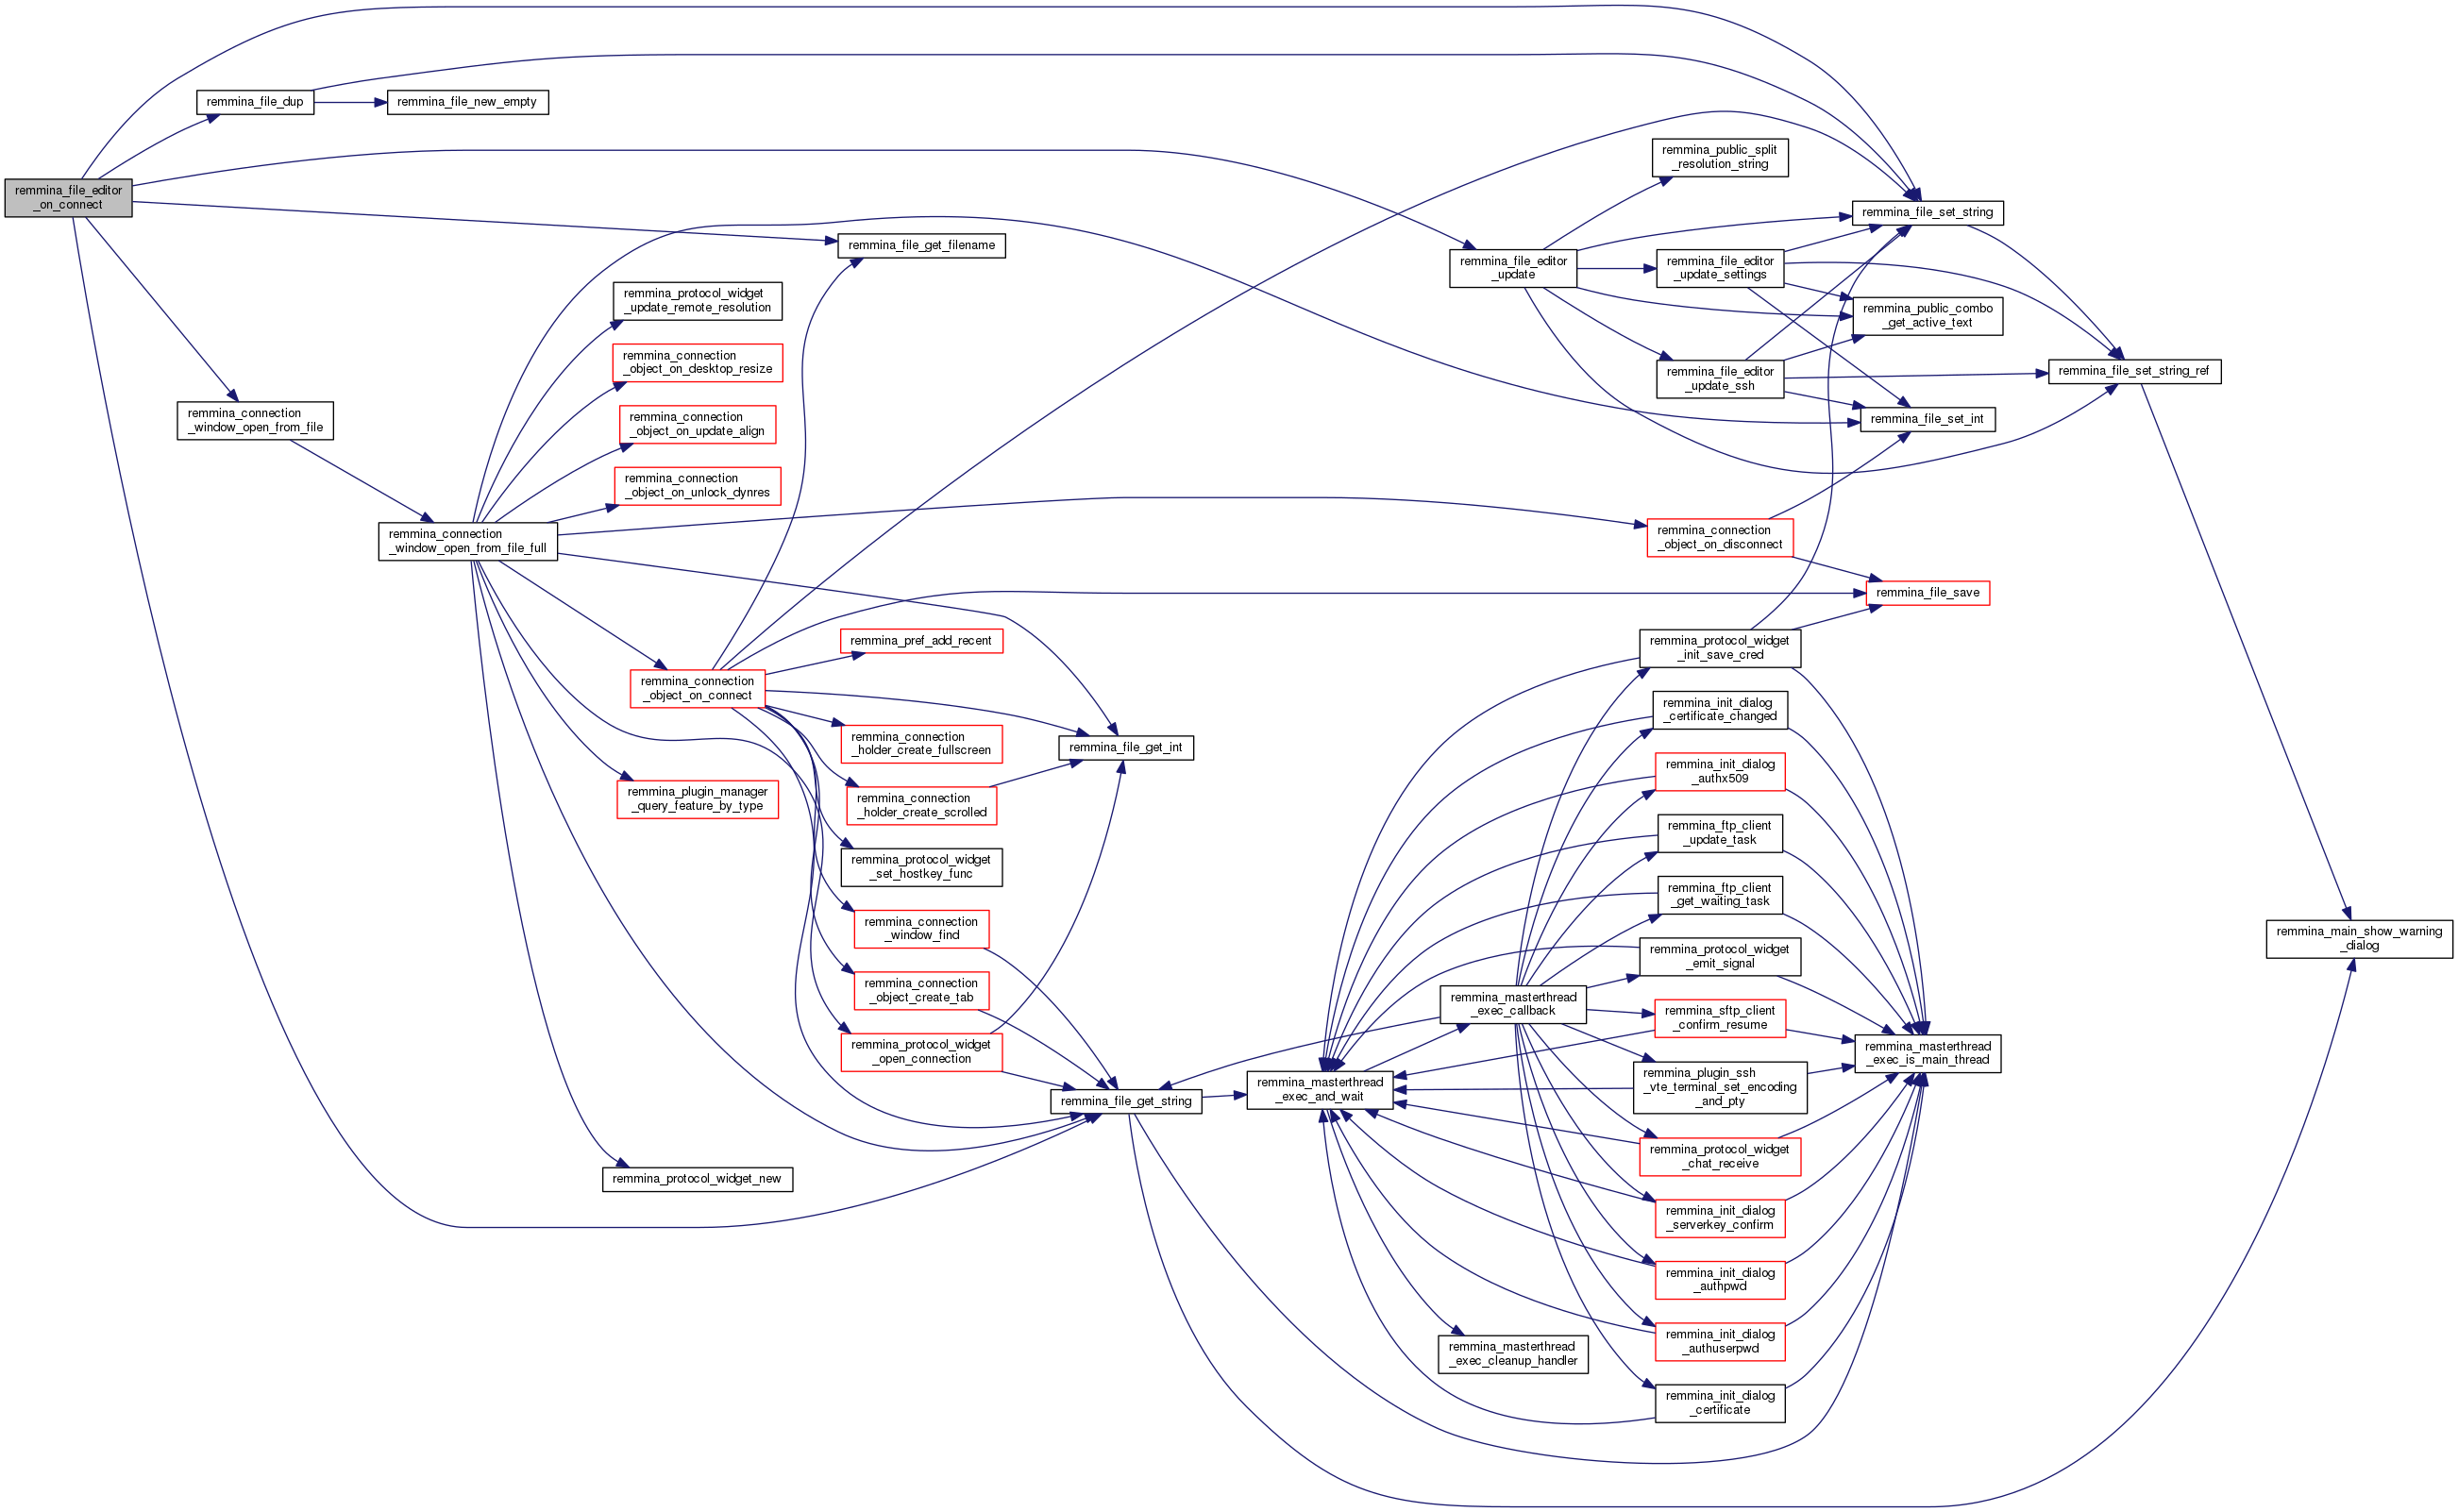 remmina_file_editor
_on_connect
remmina_file_dup
remmina_file_new_empty
remmina_connection
_window_open_from_file
remmina_connection
_window_open_from_file_full
remmina_protocol_widget
_update_remote_resolution
remmina_connection
_object_on_desktop_resize
remmina_connection
_object_on_update_align
remmina_connection
_object_on_unlock_dynres
remmina_connection
_object_on_connect
remmina_plugin_manager
_query_feature_by_type
remmina_protocol_widget_new
remmina_file_get_filename
remmina_pref_add_recent
remmina_connection
_holder_create_fullscreen
remmina_connection
_holder_create_scrolled
remmina_protocol_widget
_set_hostkey_func
remmina_connection
_window_find
remmina_connection
_object_create_tab
remmina_protocol_widget
_open_connection
remmina_file_get_int
remmina_file_get_string
remmina_masterthread
_exec_and_wait
remmina_file_editor
_update
remmina_masterthread
_exec_callback
remmina_masterthread
_exec_cleanup_handler
remmina_public_split
_resolution_string
remmina_file_editor
_update_settings
remmina_file_editor
_update_ssh
remmina_connection
_object_on_disconnect
remmina_protocol_widget
_init_save_cred
remmina_init_dialog
_certificate_changed
remmina_init_dialog
_authx509
remmina_ftp_client
_update_task
remmina_ftp_client
_get_waiting_task
remmina_protocol_widget
_emit_signal
remmina_sftp_client
_confirm_resume
remmina_plugin_ssh
_vte_terminal_set_encoding
_and_pty
remmina_protocol_widget
_chat_receive
remmina_init_dialog
_serverkey_confirm
remmina_init_dialog
_authpwd
remmina_init_dialog
_authuserpwd
remmina_init_dialog
_certificate
remmina_file_set_string
remmina_public_combo
_get_active_text
remmina_file_set_int
remmina_file_save
remmina_masterthread
_exec_is_main_thread
remmina_file_set_string_ref
remmina_main_show_warning
_dialog